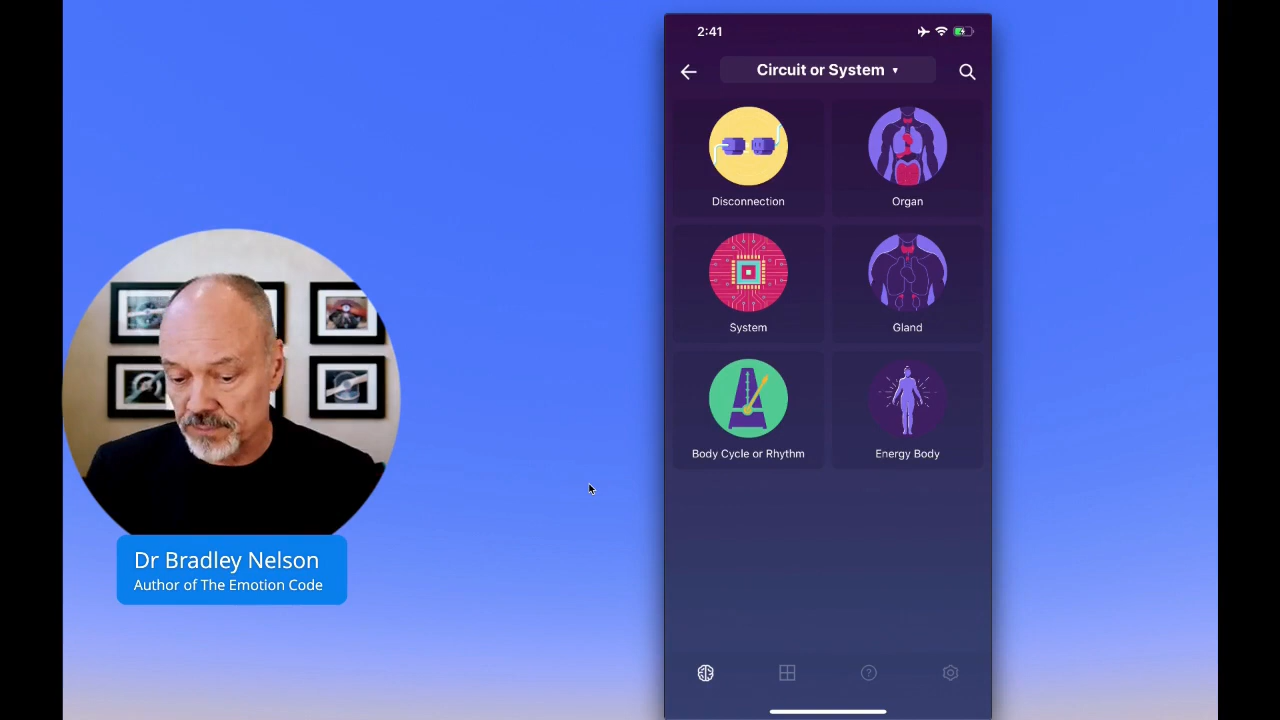 2:41
Circuit or System ▾
Disconnection
Organ
System
Gland
Body Cycle or Rhythm
Energy Body
?
Dr Bradley Nelson
Author of The Emotion Code